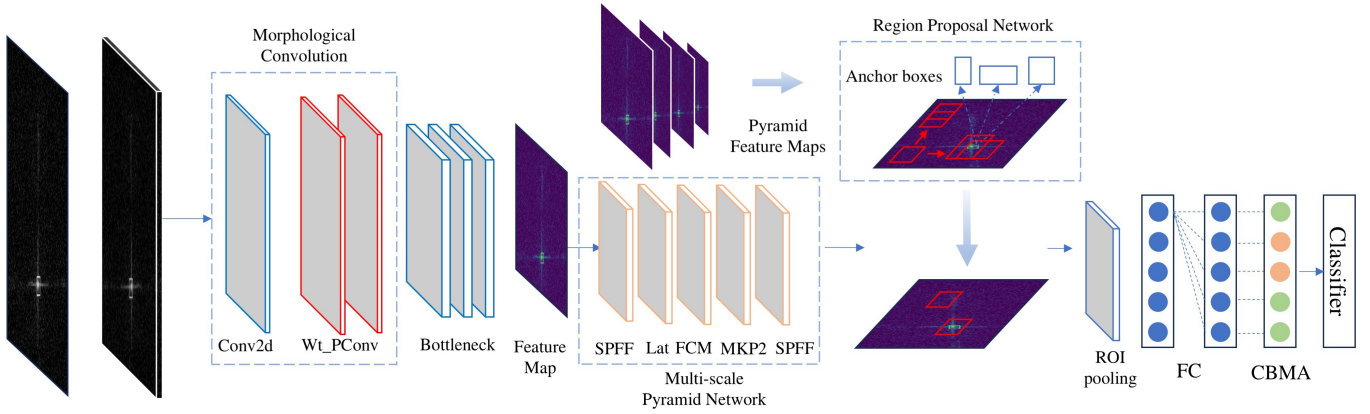 Morphological
Convolution
Conv2d
Wt_PConv
Bottleneck
Feature
Map
Pyramid
Feature Maps
SPFF
Lat
FCM
MKP2
SPFF
Multi-scale
Pyramid Network
Region Proposal Network
Anchor boxes
ROI
pooling
FC
CBMA
Classifier